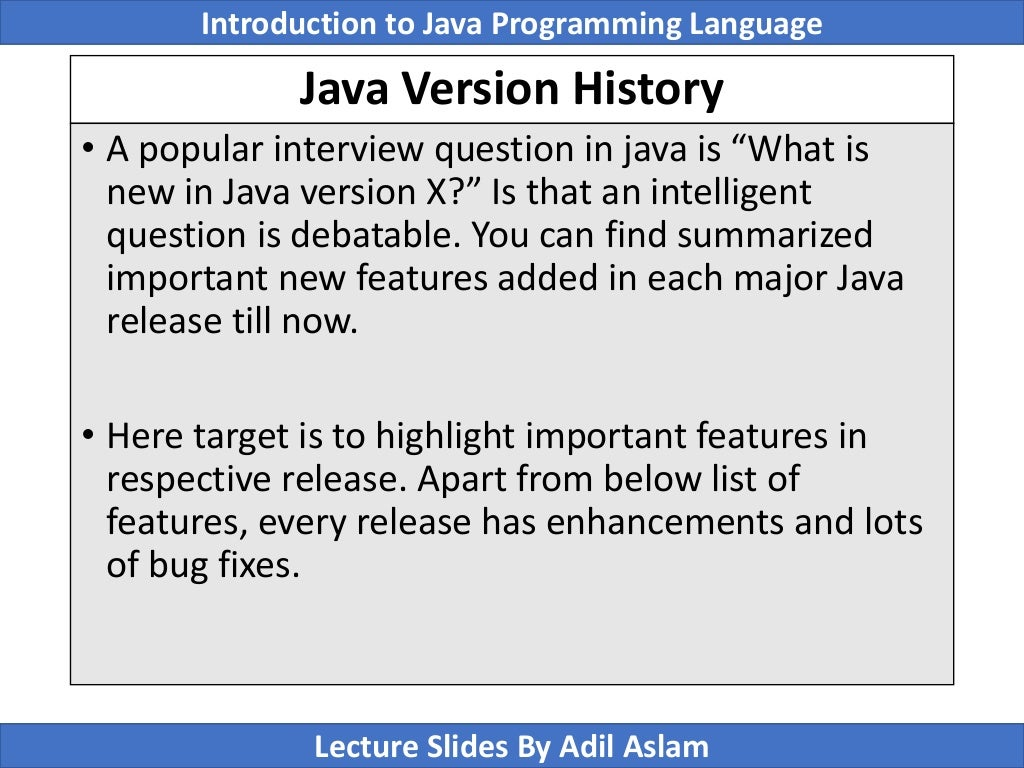 Introduction to Java Programming Language
Java Version History
• A popular interview question in java is “What is
new in Java version X?” Is that an intelligent
question is debatable. You can find summarized
important new features added in each major Java
release till now.
• Here target is to highlight important features in
respective release. Apart from below list of
features, every release has enhancements and lots
of bug fixes.
Lecture Slides By Adil Aslam